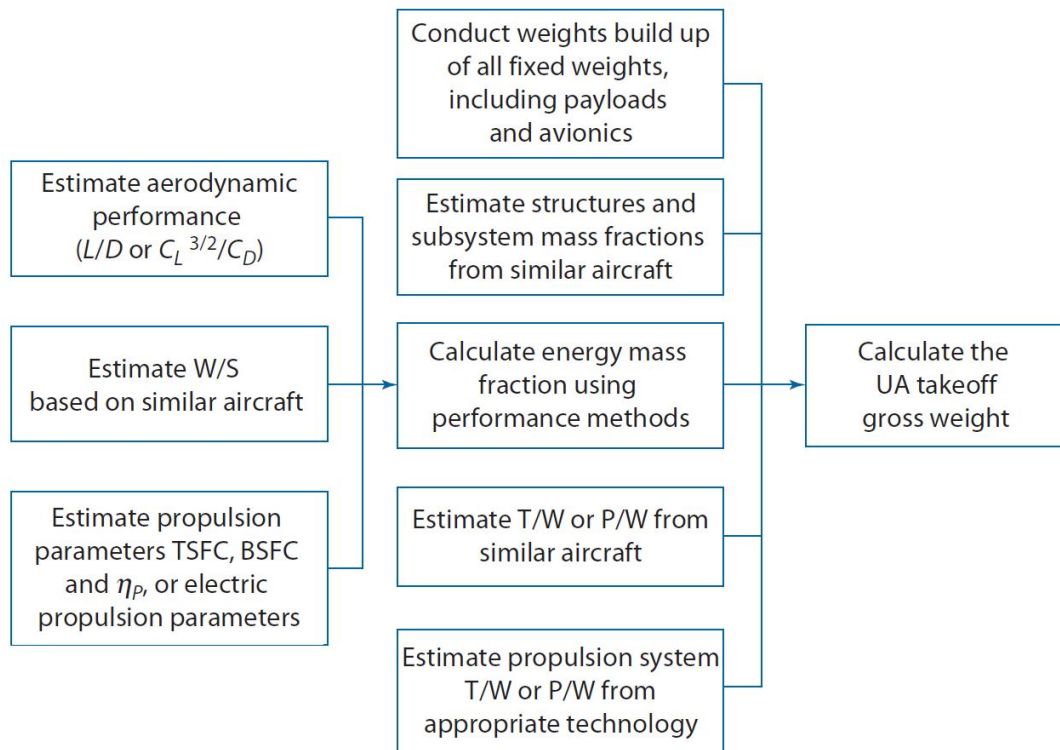 Estimate aerodynamic
performance
(L/D or C_L^3/2/C_D)
Estimate W/S
based on similar aircraft
Estimate propulsion
parameters TSFC, BSFC
and η_P, or electric
propulsion parameters
Conduct weights build up
of all fixed weights,
including payloads
and avionics
Estimate structures and
subsystem mass fractions
from similar aircraft
Calculate energy mass
fraction using
performance methods
Estimate T/W or P/W from
similar aircraft
Estimate propulsion system
T/W or P/W from
appropriate technology
Calculate the
UA takeoff
gross weight